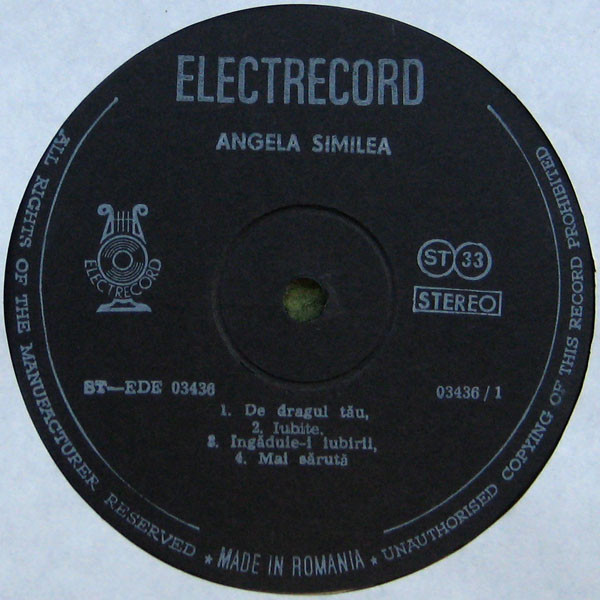 ELECTRECORD
ANGELA SIMILEA
ELECTRECORD
ST 33
STEREO
ST—EDE 03436
03436/1
1. De dragul tău,
2. Iubite.
3. Ingăduie-i iubirii,
4. Mai sărută
ALL RIGHTS OF THE MANUFACTURER RESERVED ★ MADE IN ROMANIA ★ UNAUTHORISED COPYING OF THIS RECORD PROHIBITED